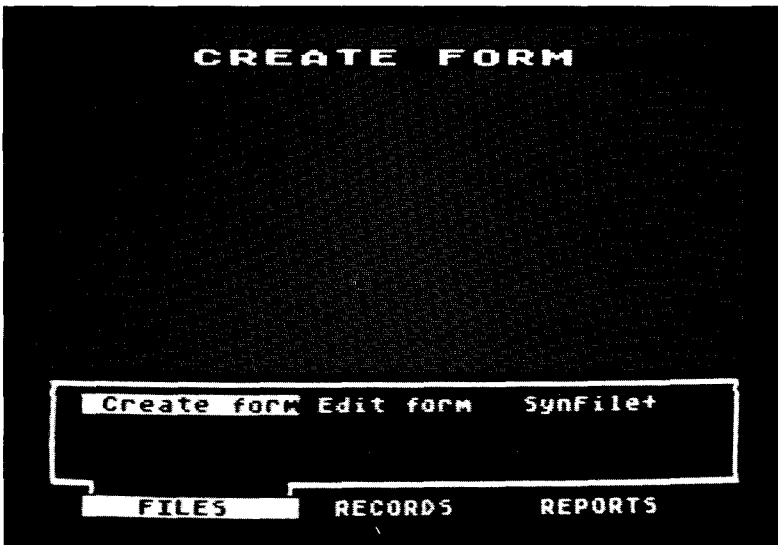 CREATE FORM
Create form Edit form SynFile+
FILES RECORDS REPORTS